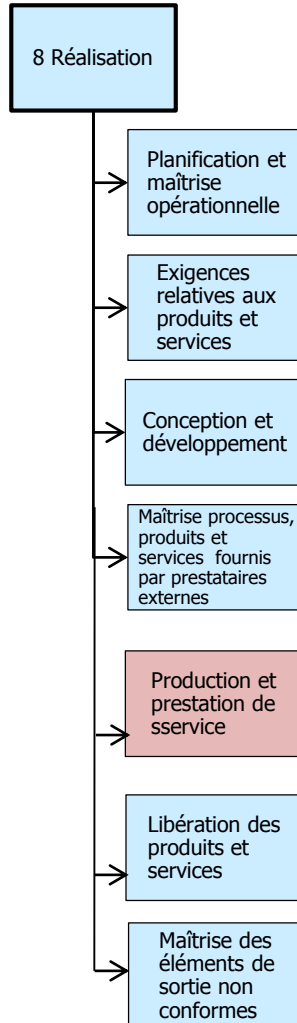 8 Réalisation
Planification et
maîtrise
opérationnelle
Exigences
relatives aux
produits et
services
Conception et
développement
Maîtrise processus,
produits et
services fournis
par prestataires
externes
Production et
prestation de
sservice
Libération des
produits et
services
Maîtrise des
éléments de
sortie non
conformes